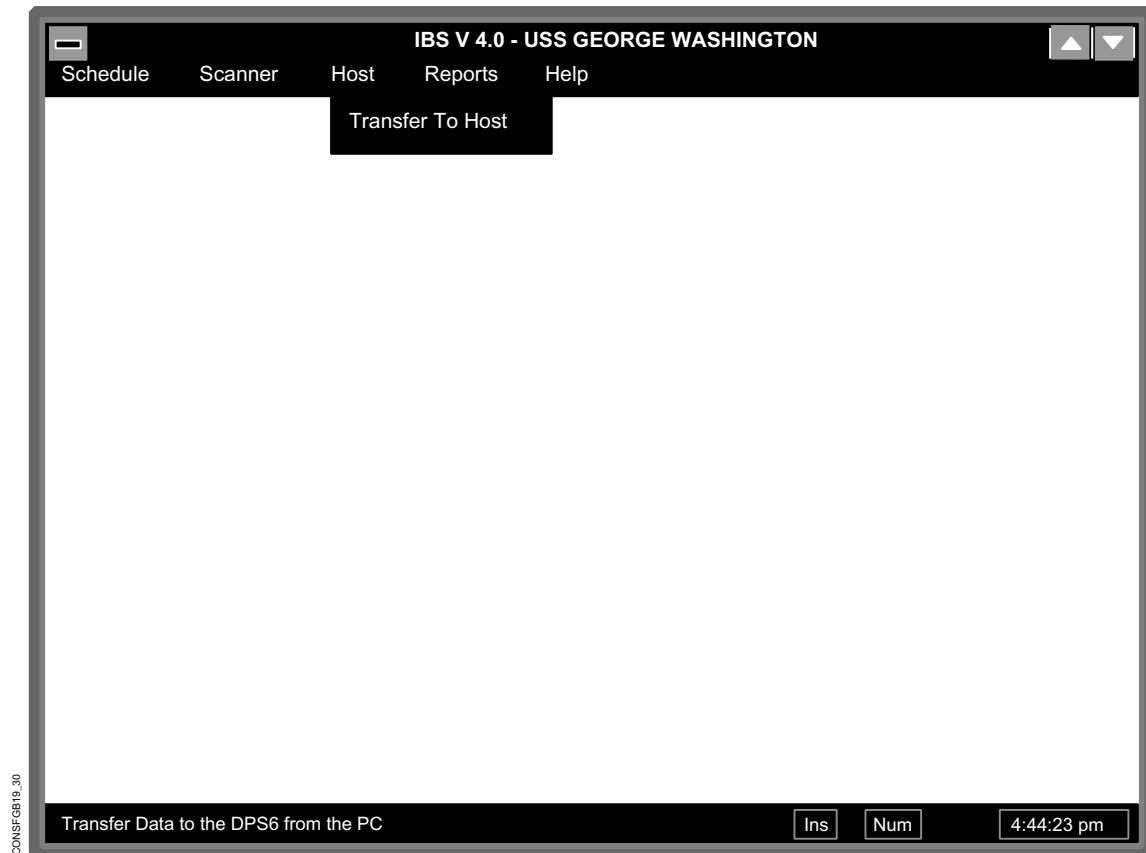 IBS V 4.0 - USS GEORGE WASHINGTON
Schedule Scanner Host Reports Help
Transfer To Host
Transfer Data to the DPS6 from the PC Ins Num 4:44:23 pm
CONSFGB19_30